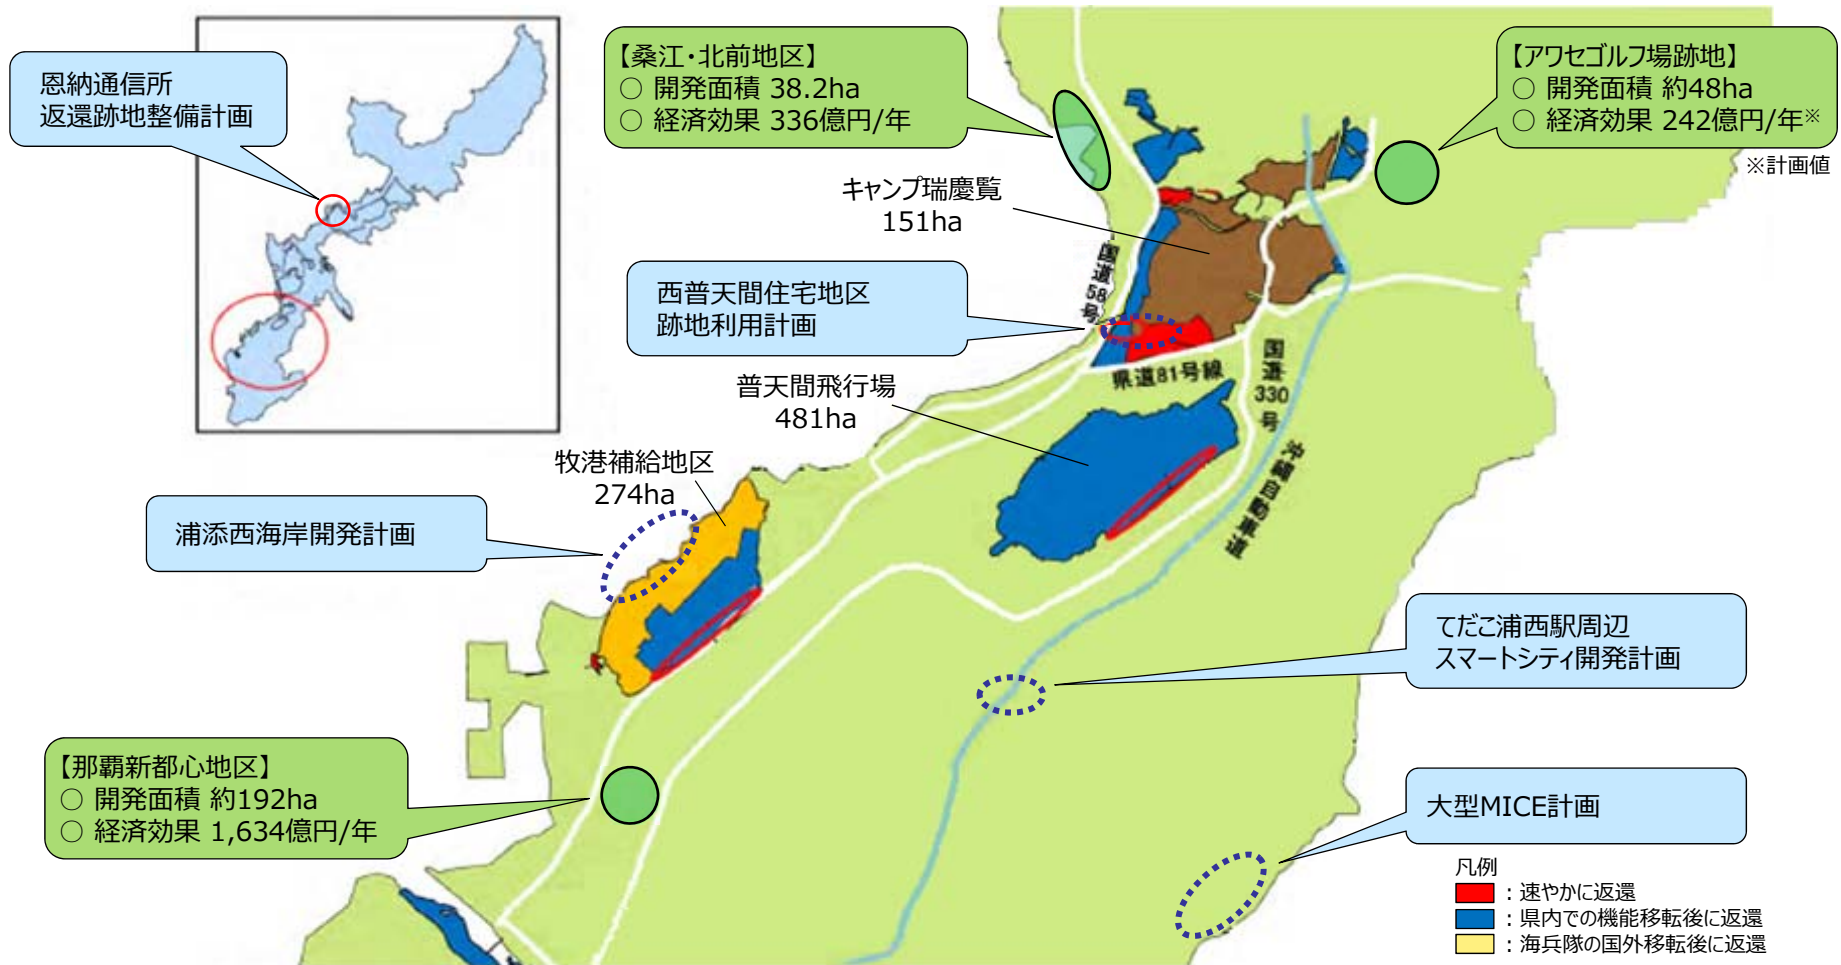 恩納通信所
返還跡地整備計画
【桑江・北前地区】
○ 開発面積 38.2ha
○ 経済効果 336億円/年
【アワセゴルフ場跡地】
○ 開発面積 約48ha
○ 経済効果 242億円/年※
※計画値
キャンプ瑞慶覧
151ha
国道58号
西普天間住宅地区
跡地利用計画
県道81号線
国道330号
普天間飛行場
481ha
沖縄自動車道
牧港補給地区
274ha
浦添西海岸開発計画
てだこ浦西駅周辺
スマートシティ開発計画
【那覇新都心地区】
○ 開発面積 約192ha
○ 経済効果 1,634億円/年
大型MICE計画
凡例
：速やかに返還
：県内での機能移転後に返還
：海兵隊の国外移転後に返還